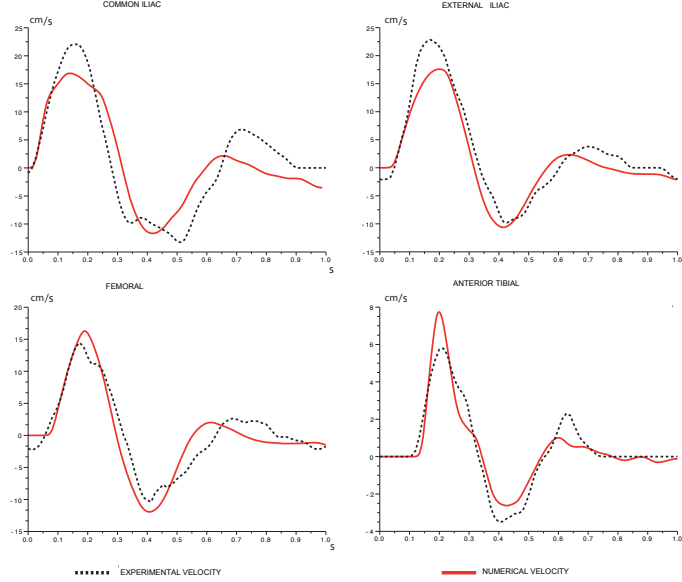 COMMON ILIAC
cm/s
25
20
15
10
5
0
-5
-10
-15
0.0 0.1 0.2 0.3 0.4 0.5 0.6 0.7 0.8 0.9 1.0
s
EXTERNAL ILIAC
cm/s
25
20
15
10
5
0
-5
-10
-15
0.0 0.1 0.2 0.3 0.4 0.5 0.6 0.7 0.8 0.9 1.0
FEMORAL
cm/s
20
15
10
5
0
-5
-10
-15
0.0 0.1 0.2 0.3 0.4 0.5 0.6 0.7 0.8 0.9 1.0
s
ANTERIOR TIBIAL
cm/s
8
6
4
2
0
-2
-4
0.0 0.1 0.2 0.3 0.4 0.5 0.6 0.7 0.8 0.9 1.0
EXPERIMENTAL VELOCITY
NUMERICAL VELOCITY